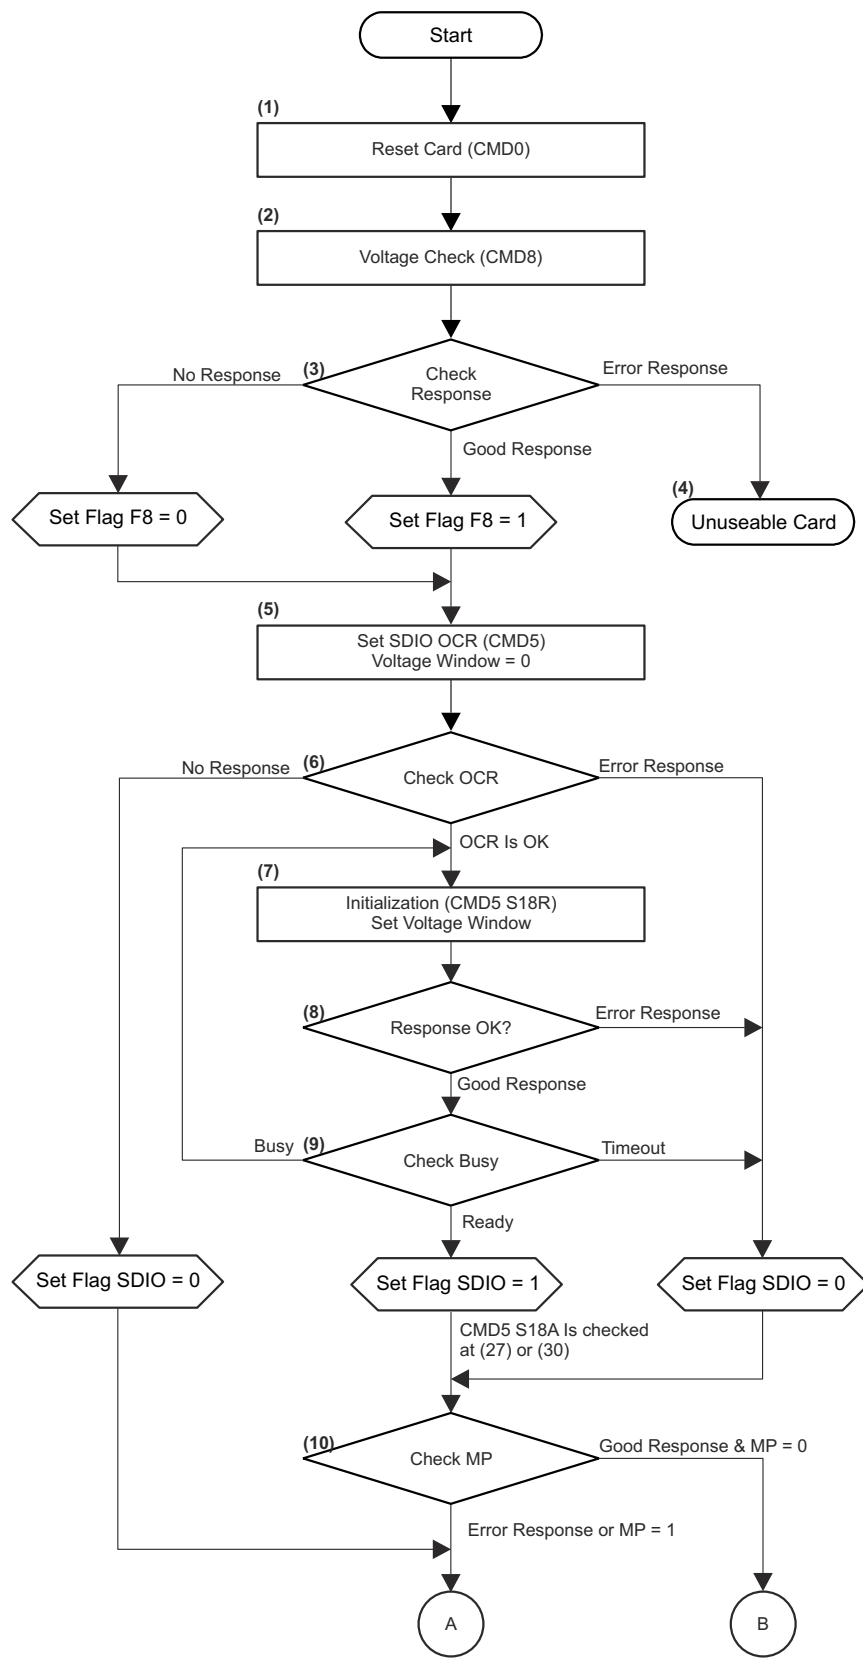 Start
(1)
Reset Card (CMD0)
(2)
Voltage Check (CMD8)
(3)
No Response
Check
Response
Error Response
Good Response
Set Flag F8 = 0
Set Flag F8 = 1
(4)
Unuseable Card
(5)
Set SDIO OCR (CMD5)
Voltage Window = 0
(6)
No Response
Check OCR
Error Response
OCR Is OK
(7)
Initialization (CMD5 S18R)
Set Voltage Window
(8)
Response OK?
Error Response
Good Response
Busy
(9)
Check Busy
Timeout
Ready
Set Flag SDIO = 0
Set Flag SDIO = 1
Set Flag SDIO = 0
CMD5 S18A Is checked
at (27) or (30)
(10)
Check MP
Good Response & MP = 0
Error Response or MP = 1
A
B